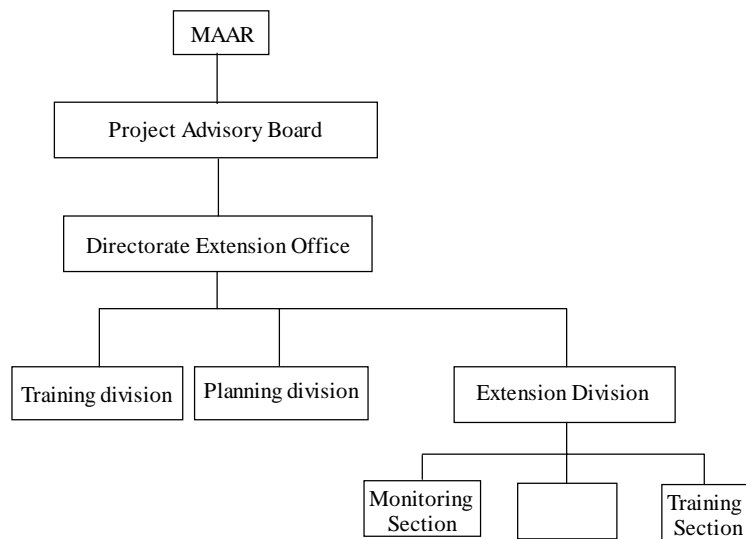 MAAR
Project Advisory Board
Directorate Extension Office
Training division
Planning division
Extension Division
Monitoring
Section
Training
Section